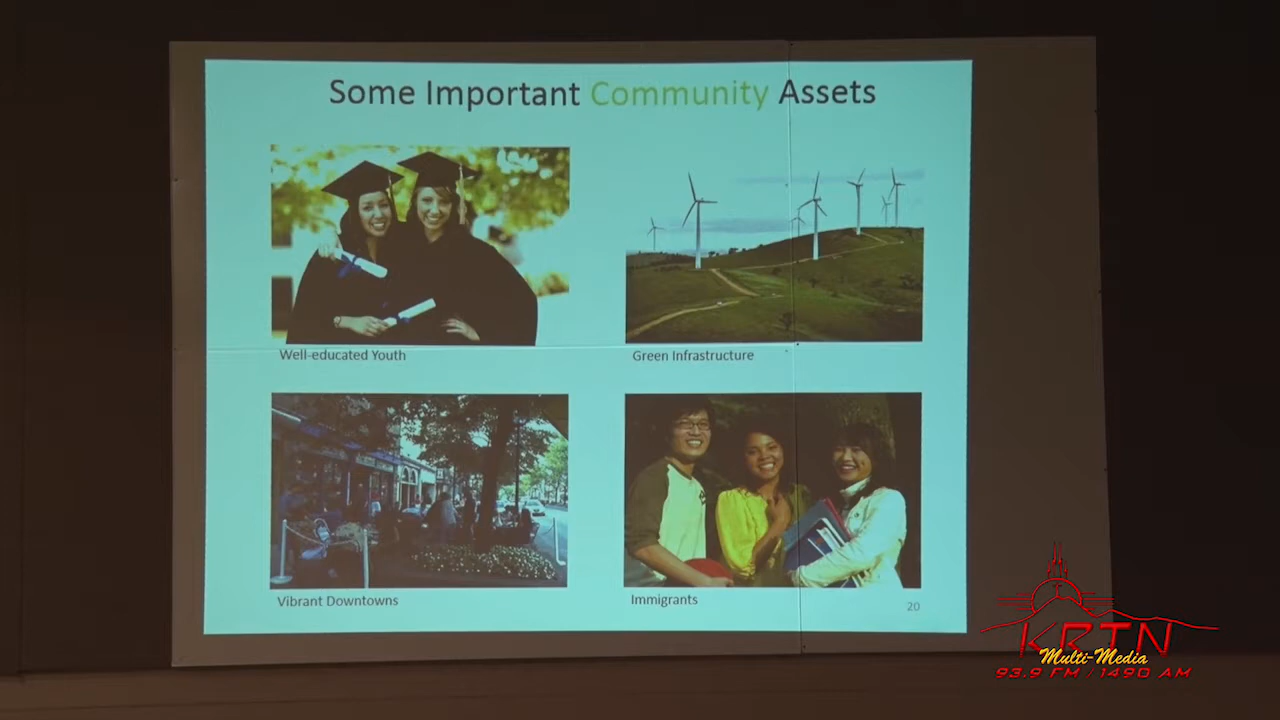 Some Important Community Assets
Well-educated Youth
Green Infrastructure
Vibrant Downtowns
Immigrants
20
KRTN
Multi-Media
93.9 FM / 1490 AM